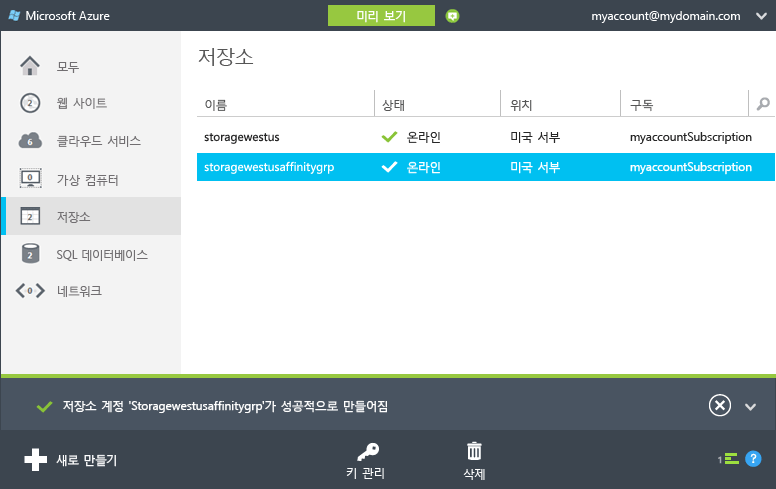 Microsoft Azure
미리 보기
myaccount@mydomain.com
모두
2 웹 사이트
6 클라우드 서비스
0 가상 컴퓨터
2 저장소
2 SQL 데이터베이스
0 네트워크
저장소
이름 상태 위치 구독
storagewestus 온라인 미국 서부 myaccountSubscription
storagewestusaffinitygrp 온라인 미국 서부 myaccountSubscription
저장소 계정 'Storagewestusaffinitygrp'가 성공적으로 만들어짐
새로 만들기
키 관리
삭제
1 ?